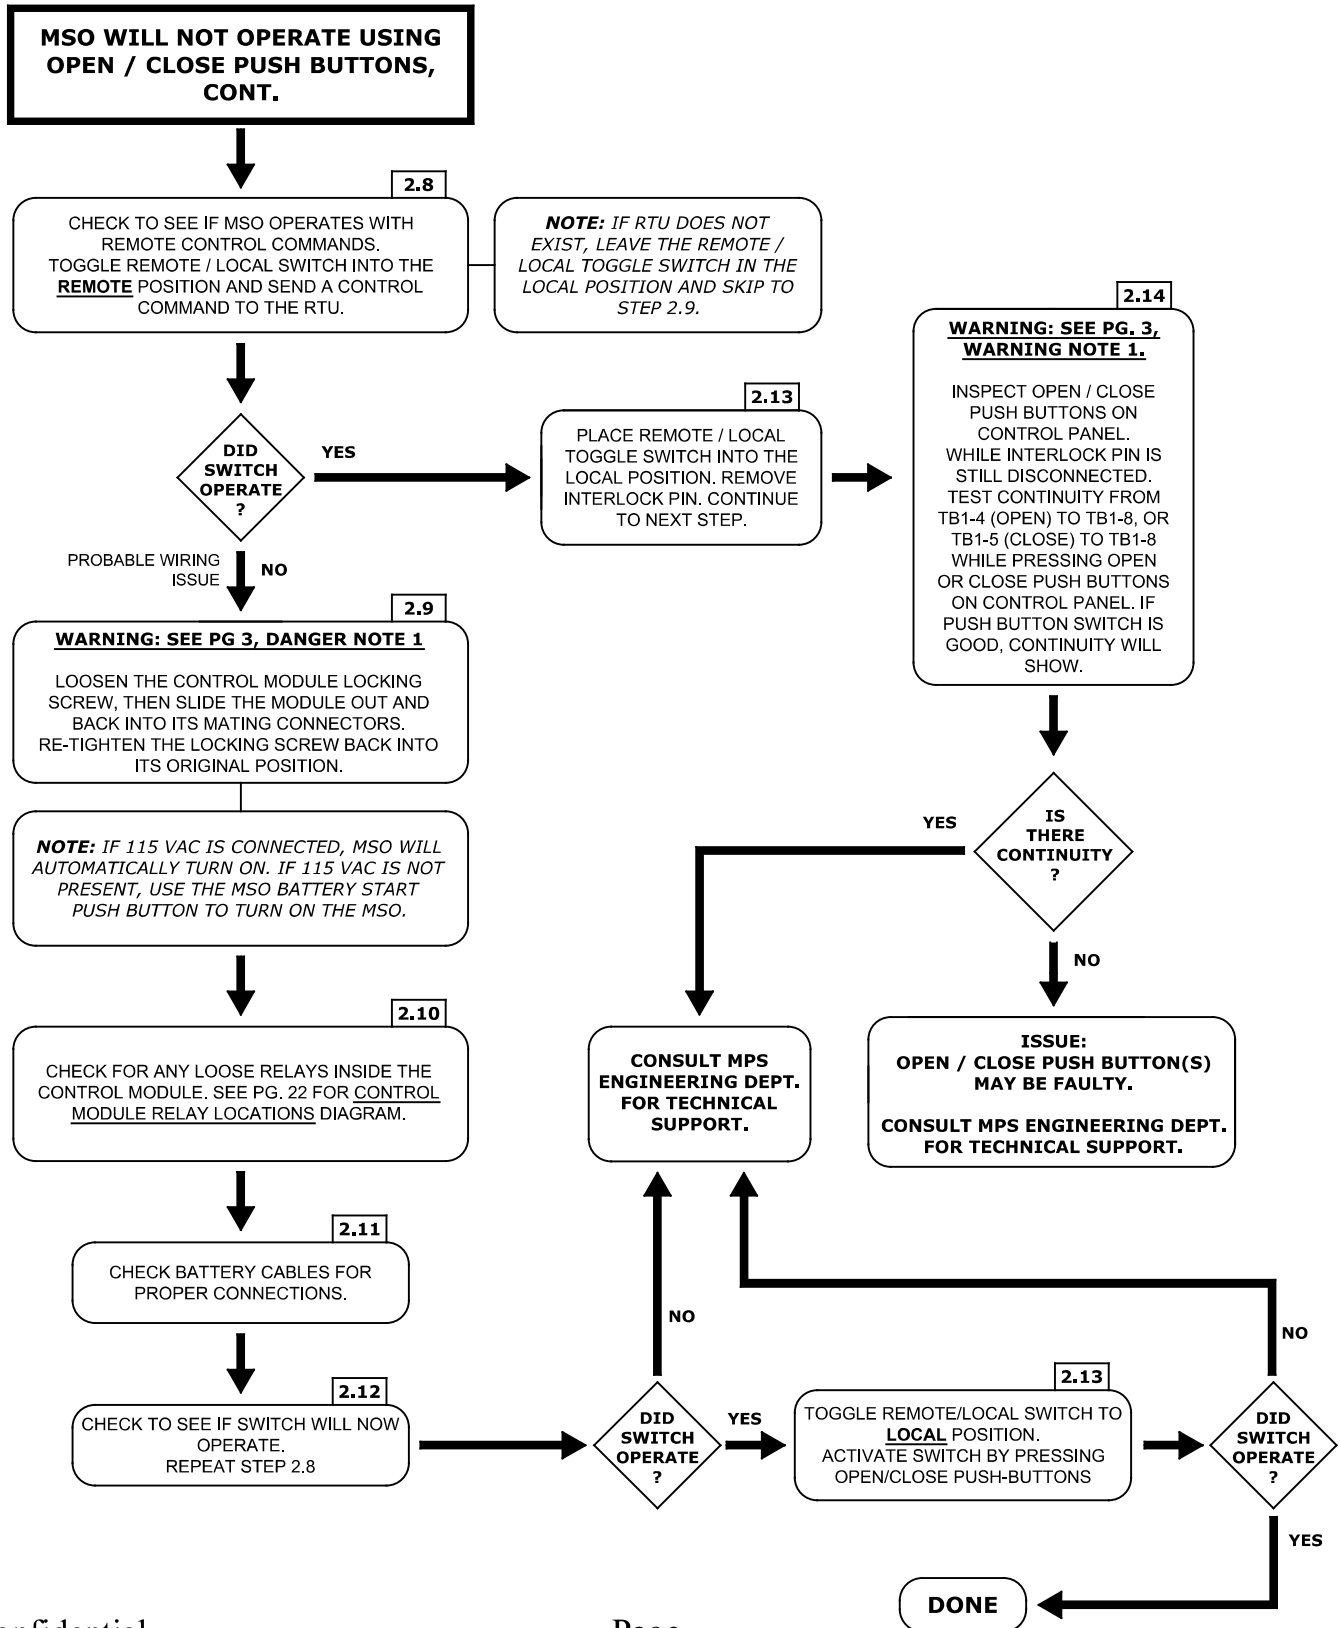 MSO WILL NOT OPERATE USING
OPEN / CLOSE PUSH BUTTONS,
CONT.
2.8
CHECK TO SEE IF MSO OPERATES WITH
REMOTE CONTROL COMMANDS.
TOGGLE REMOTE / LOCAL SWITCH INTO THE
REMOTE POSITION AND SEND A CONTROL
COMMAND TO THE RTU.
NOTE: IF RTU DOES NOT
EXIST, LEAVE THE REMOTE /
LOCAL TOGGLE SWITCH IN THE
LOCAL POSITION AND SKIP TO
STEP 2.9.
DID
SWITCH
OPERATE
?
YES
2.13
PLACE REMOTE / LOCAL
TOGGLE SWITCH INTO THE
LOCAL POSITION. REMOVE
INTERLOCK PIN. CONTINUE
TO NEXT STEP.
2.14
WARNING: SEE PG. 3,
WARNING NOTE 1.
INSPECT OPEN / CLOSE
PUSH BUTTONS ON
CONTROL PANEL.
WHILE INTERLOCK PIN IS
STILL DISCONNECTED.
TEST CONTINUITY FROM
TB1-4 (OPEN) TO TB1-8, OR
TB1-5 (CLOSE) TO TB1-8
WHILE PRESSING OPEN
OR CLOSE PUSH BUTTONS
ON CONTROL PANEL. IF
PUSH BUTTON SWITCH IS
GOOD, CONTINUITY WILL
SHOW.
PROBABLE WIRING
ISSUE
NO
2.9
WARNING: SEE PG 3, DANGER NOTE 1
LOOSEN THE CONTROL MODULE LOCKING
SCREW, THEN SLIDE THE MODULE OUT AND
BACK INTO ITS MATING CONNECTORS.
RE-TIGHTEN THE LOCKING SCREW BACK INTO
ITS ORIGINAL POSITION.
NOTE: IF 115 VAC IS CONNECTED, MSO WILL
AUTOMATICALLY TURN ON. IF 115 VAC IS NOT
PRESENT, USE THE MSO BATTERY START
PUSH BUTTON TO TURN ON THE MSO.
IS
THERE
CONTINUITY
?
YES
NO
2.10
CHECK FOR ANY LOOSE RELAYS INSIDE THE
CONTROL MODULE. SEE PG. 22 FOR CONTROL
MODULE RELAY LOCATIONS DIAGRAM.
CONSULT MPS
ENGINEERING DEPT.
FOR TECHNICAL
SUPPORT.
ISSUE:
OPEN / CLOSE PUSH BUTTON(S)
MAY BE FAULTY.
CONSULT MPS ENGINEERING DEPT.
FOR TECHNICAL SUPPORT.
2.11
CHECK BATTERY CABLES FOR
PROPER CONNECTIONS.
2.12
CHECK TO SEE IF SWITCH WILL NOW
OPERATE.
REPEAT STEP 2.8
NO
DID
SWITCH
OPERATE
?
YES
2.13
TOGGLE REMOTE/LOCAL SWITCH TO
LOCAL POSITION.
ACTIVATE SWITCH BY PRESSING
OPEN/CLOSE PUSH-BUTTONS
NO
DID
SWITCH
OPERATE
?
YES
DONE